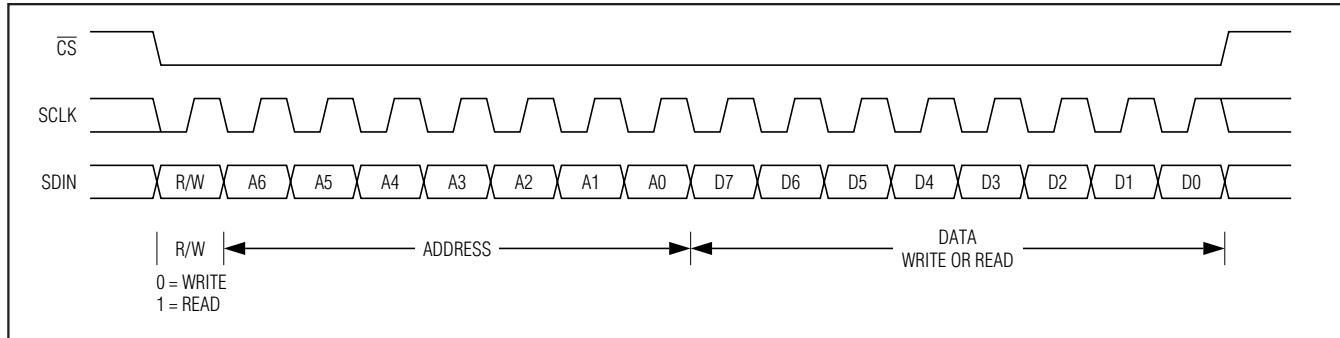 CS
SCLK
SDIN R/W A6 A5 A4 A3 A2 A1 A0 D7 D6 D5 D4 D3 D2 D1 D0
R/W ADDRESS DATA
WRITE OR READ
0 = WRITE
1 = READ